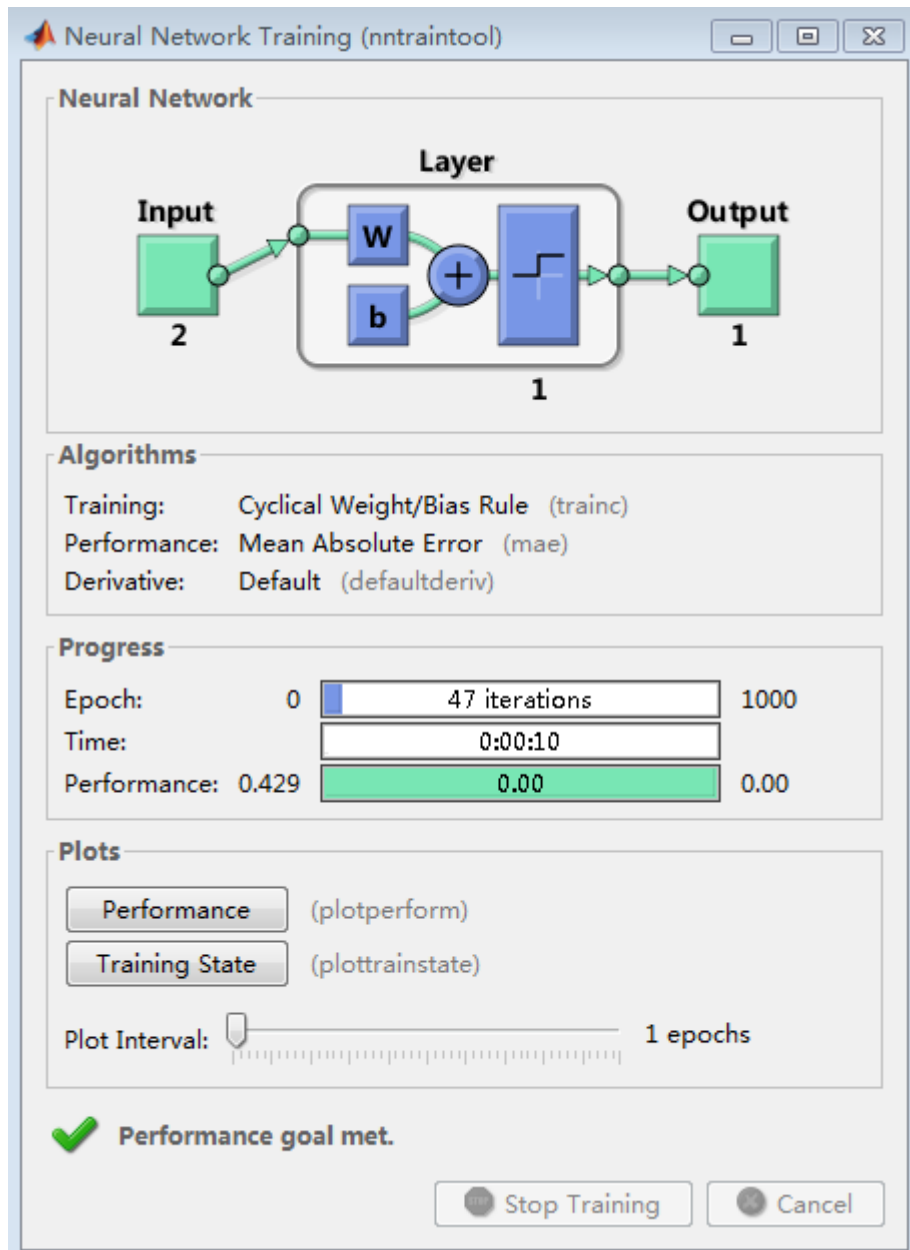 Neural Network Training (nntraintool)
Neural Network
Layer
Input
Output
W
b
+
2
1
1
Algorithms
Training: Cyclical Weight/Bias Rule (trainc)
Performance: Mean Absolute Error (mae)
Derivative: Default (defaultderiv)
Progress
Epoch: 0 47 iterations 1000
Time: 0:00:10
Performance: 0.429 0.00 0.00
Plots
Performance (plotperform)
Training State (plottrainstate)
Plot Interval: 1 epochs
Performance goal met.
STOP Stop Training Cancel